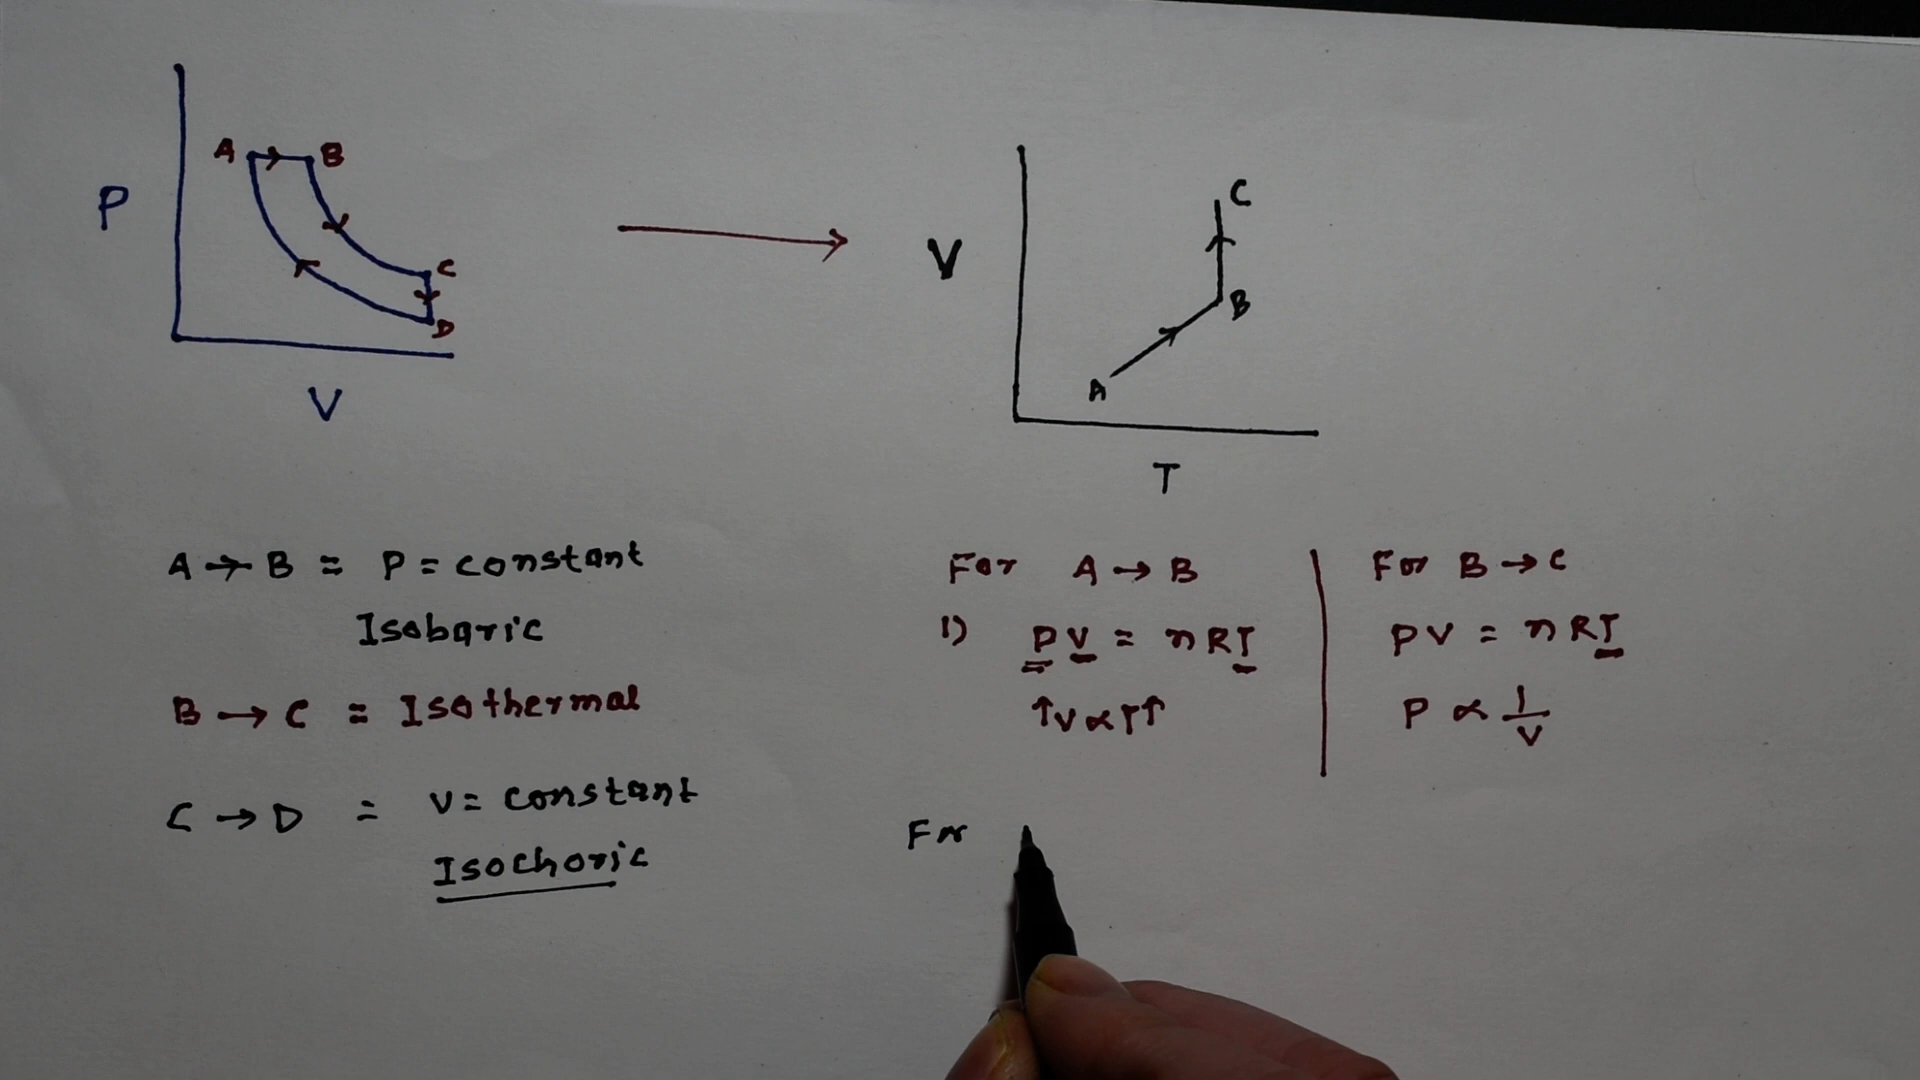 A B
P
C
D
V
C
V
B
A
T
A → B = P = constant
Isobaric
B → C = Isothermal
C → D = V = constant
Isochoric
For A → B
1) PV = nRT
↑V∝T↑
For B → C
PV = nRT
P ∝ 1/V
For